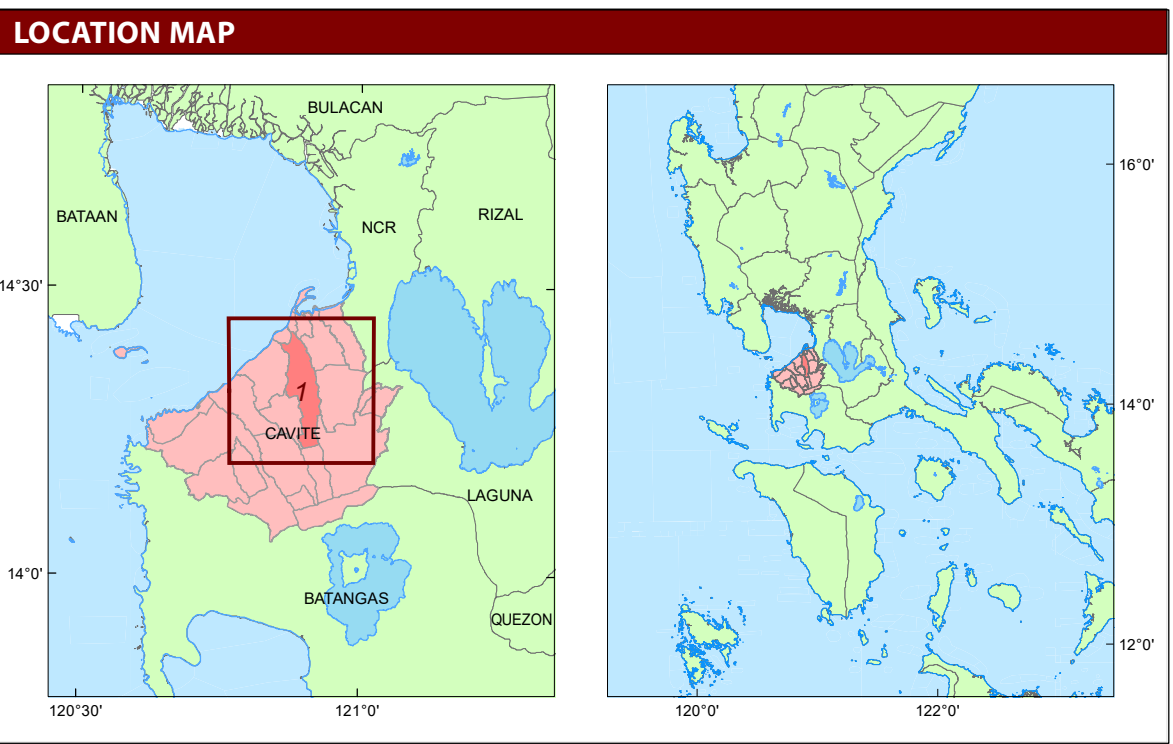 LOCATION MAP
BULACAN
BATAAN
NCR
RIZAL
14°30'
1
CAVITE
LAGUNA
14°0'
BATANGAS
QUEZON
120°30'
121°0'
16°0'
14°0'
12°0'
120°0'
122°0'